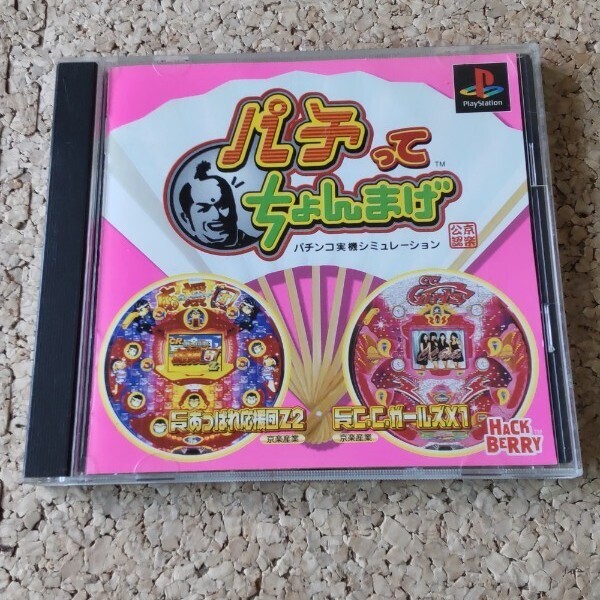 PlayStation
パチって
ちょんまげ
TM
パチンコ実機シミュレーション
京楽
公認
CRあっぱれ応援団Z2
京楽産業
CRC.C.ガールズX1
京楽産業
HACK
BERRY